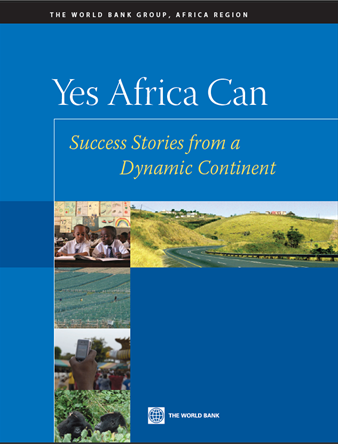 THE WORLD BANK GROUP, AFRICA REGION
Yes Africa Can
Success Stories from a
Dynamic Continent
THE WORLD BANK